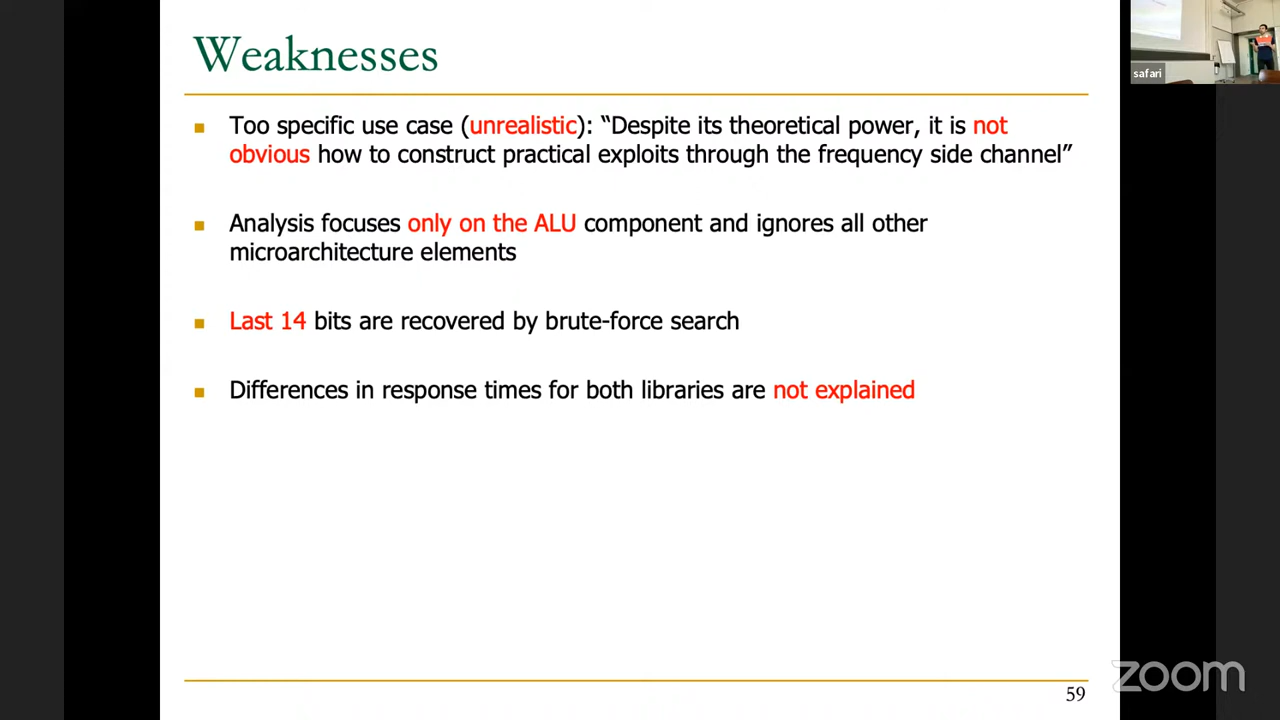 Weaknesses
Too specific use case (unrealistic): “Despite its theoretical power, it is not
obvious how to construct practical exploits through the frequency side channel”
Analysis focuses only on the ALU component and ignores all other
microarchitecture elements
Last 14 bits are recovered by brute-force search
Differences in response times for both libraries are not explained
59
safari
zoom